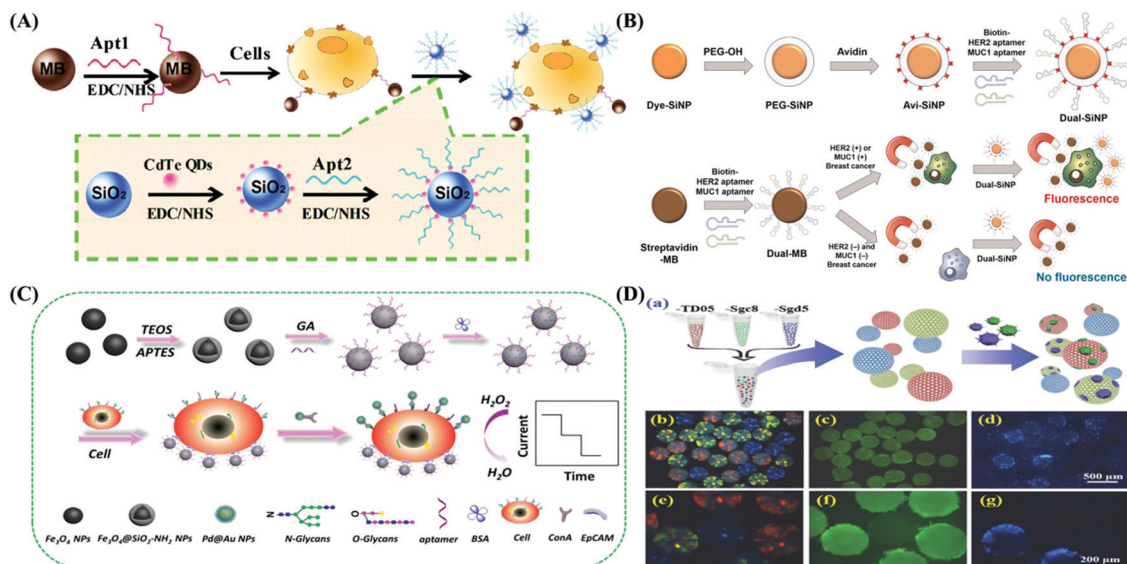 (A)
Apt1
MB
EDC/NHS
MB
Cells
CdTe QDs
SiO₂
EDC/NHS
SiO₂
Apt2
EDC/NHS
SiO₂
(B)
PEG-OH
Avidin
Biotin-
HER2 aptamer
MUC1 aptamer
Dye-SiNP
PEG-SiNP
Avi-SiNP
Dual-SiNP
Biotin-
HER2 aptamer
MUC1 aptamer
Streptavidin
-MB
Dual-MB
HER2 (+) or
MUC1 (+)
Breast cancer
Dual-SiNP
Fluorescence
HER2 (–) and
MUC1 (–)
Breast cancer
Dual-SiNP
No fluorescence
(C)
TEOS
APTES
GA
Cell
H₂O₂
H₂O
Current
Time
Fe₃O₄ NPs
Fe₃O₄@SiO₂-NH₂ NPs
Pd@Au NPs
N
N-Glycans
O
O-Glycans
aptamer
BSA
Cell
ConA
EpCAM
(D)
(a)
-TD05
-Sgc8
-Sgd5
(b)
(c)
(d)
500 μm
(e)
(f)
(g)
200 μm